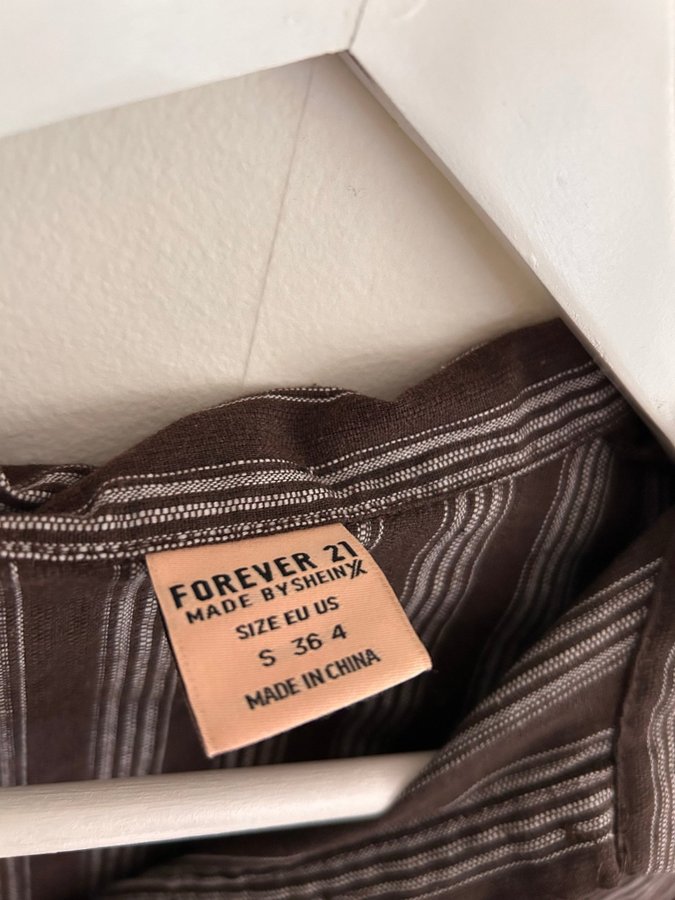 FOREVER 21
MADE BY SHEIN
SIZE EU US
S 36 4
MADE IN CHINA